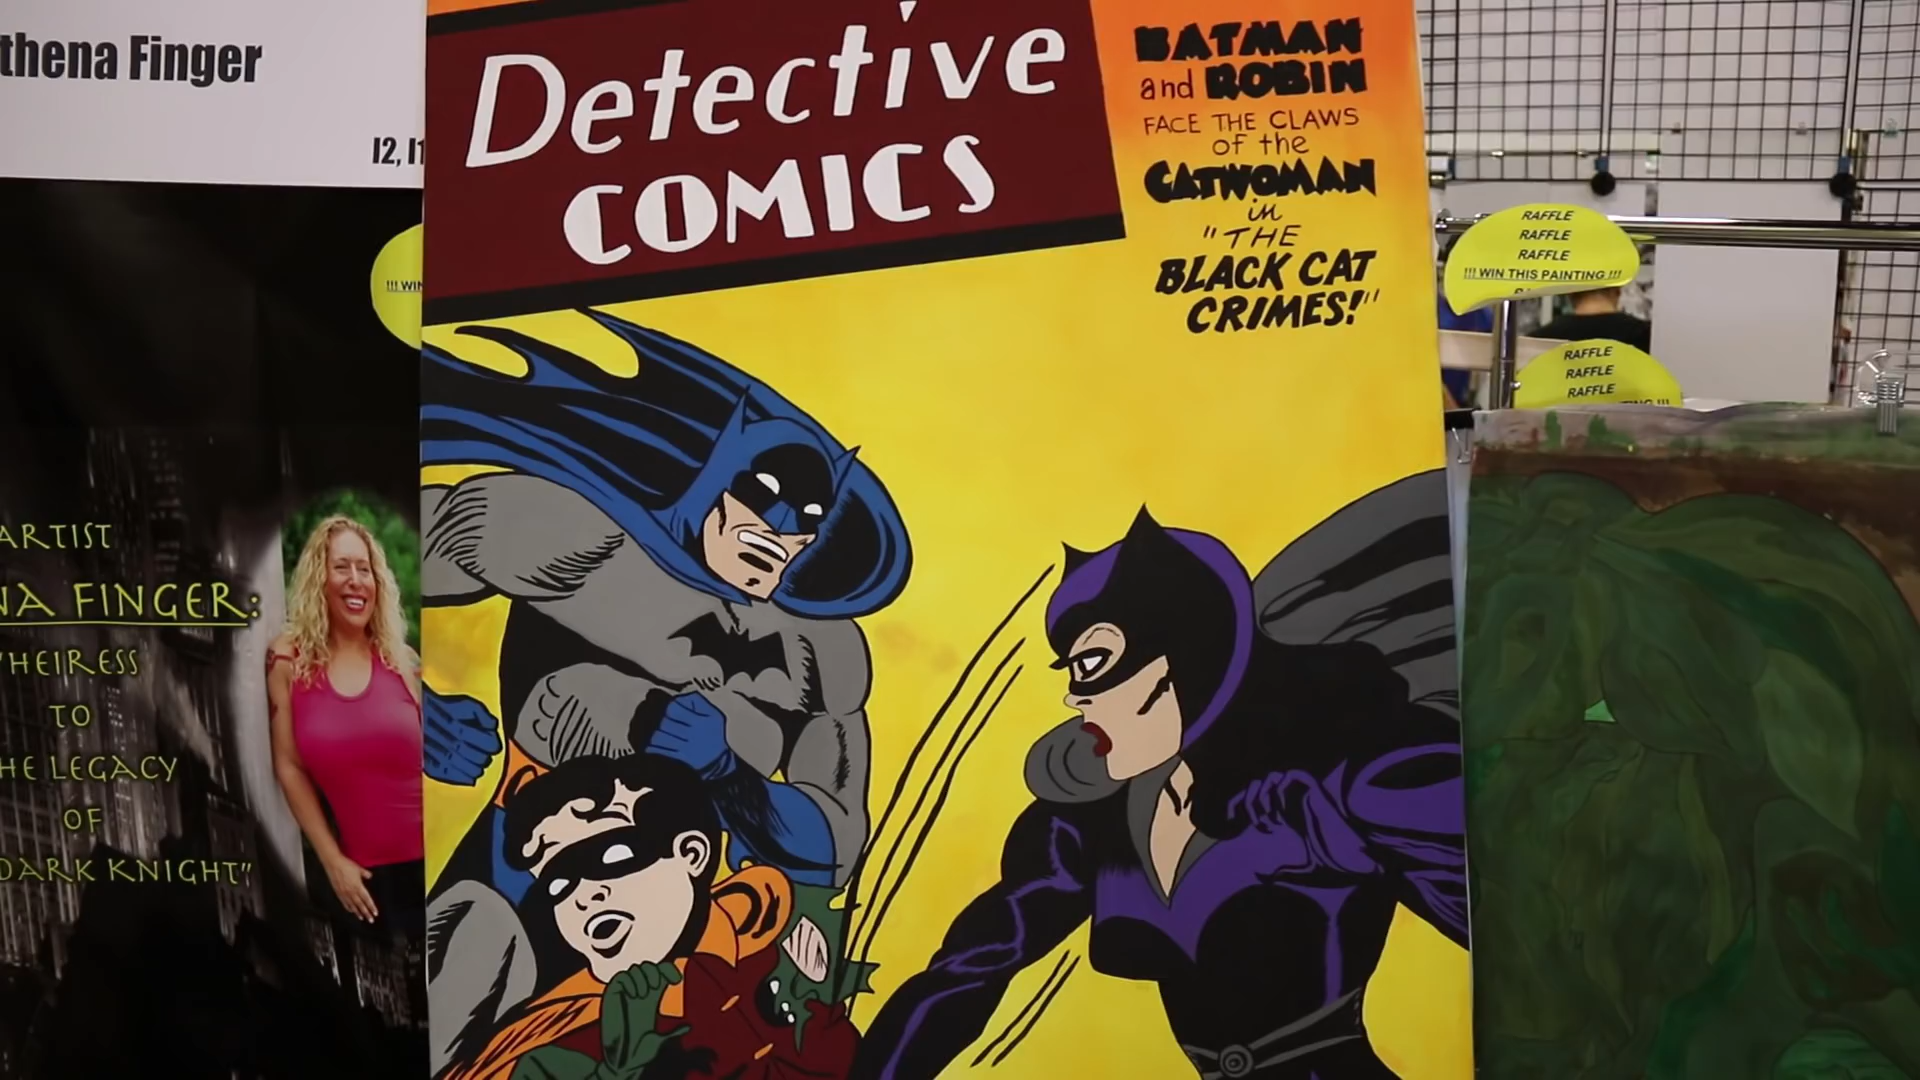 thena Finger
I2, I1
ARTIST
NA FINGER:
"HEIRESS
TO
HE LEGACY
OF
DARK KNIGHT"
!!! WIN
Detective
COMICS
BATMAN
and ROBIN
FACE THE CLAWS
of the
CATWOMAN
in
"THE
BLACK CAT
CRIMES!"
RAFFLE
RAFFLE
RAFFLE
!!! WIN THIS PAINTING !!!
RAFFLE
RAFFLE
RAFFLE